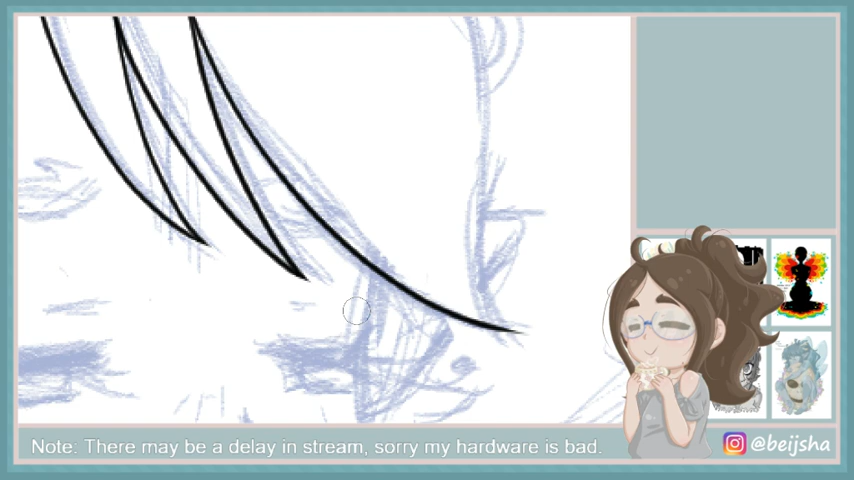 Note: There may be a delay in stream, sorry my hardware is bad.
@beijsha